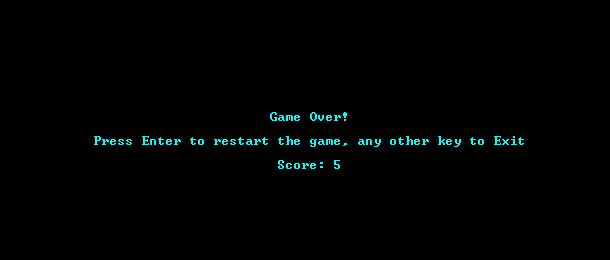 Game Over!
Press Enter to restart the game, any other key to Exit
Score: 5